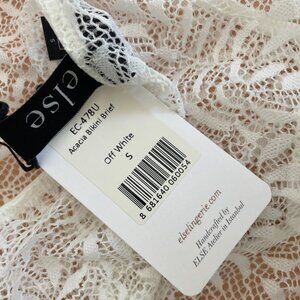 else
EC-478U
Acacia Bikini Brief
Off White
S
8 681640 060054
elselingerie.com
Handcrafted by
ELSE Atelier in Istanbul